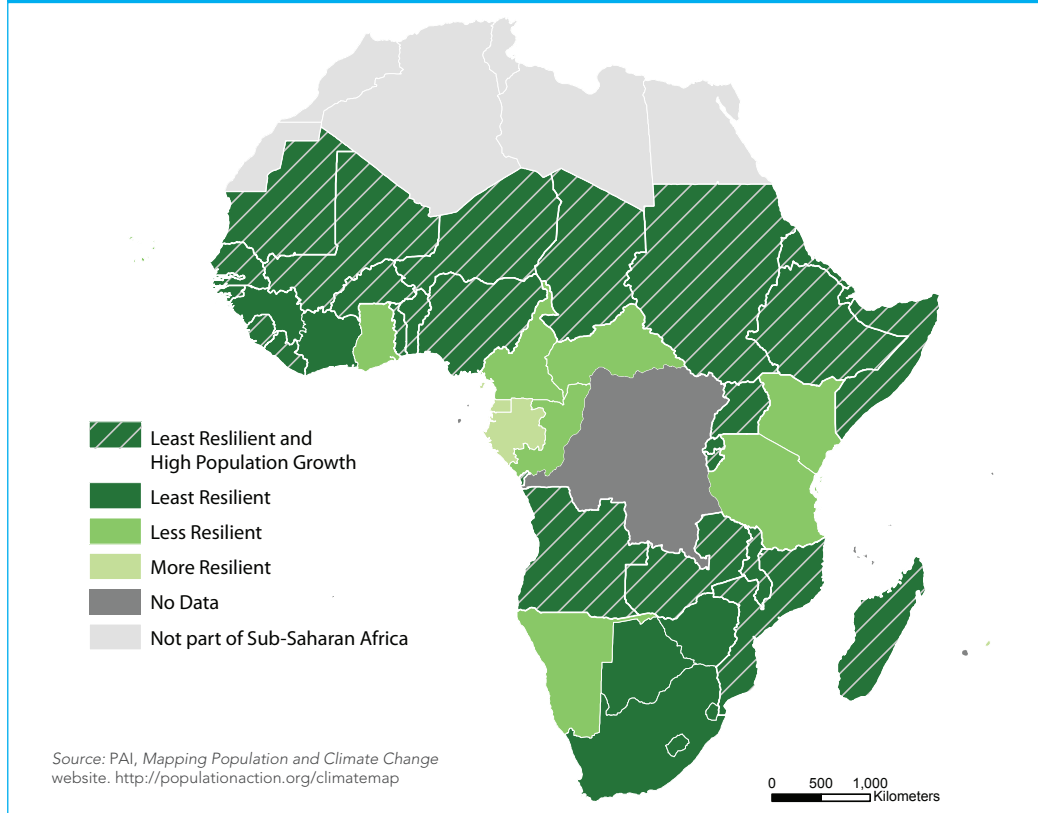 Least Reslilient and
High Population Growth
Least Resilient
Less Resilient
More Resilient
No Data
Not part of Sub-Saharan Africa
Source: PAI, Mapping Population and Climate Change
website. http://populationaction.org/climatemap
0 500 1,000
Kilometers